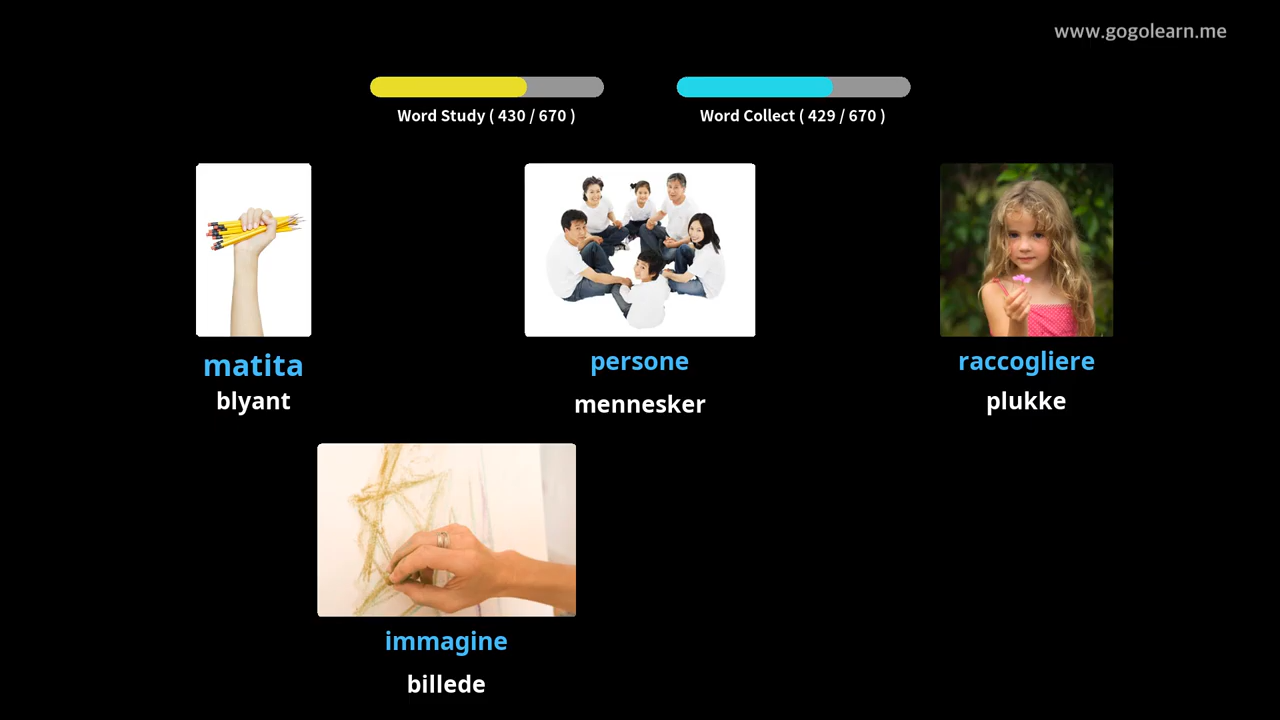 www.gogolearn.me
Word Study ( 430 / 670 )
Word Collect ( 429 / 670 )
matita
blyant
persone
mennesker
raccogliere
plukke
immagine
billede